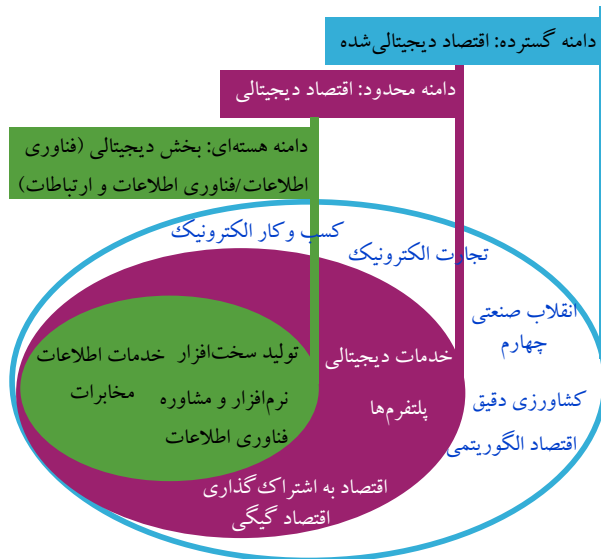 دامنه گسترده: اقتصاد دیجیتالی‌شده
دامنه محدود: اقتصاد دیجیتالی
دامنه هسته‌ای: بخش دیجیتالی (فناوری
اطلاعات/فناوری اطلاعات و ارتباطات)
کسب و کار الکترونیک
تجارت الکترونیک
انقلاب صنعتی
چهارم
کشاورزی دقیق
اقتصاد الگوریتمی
خدمات دیجیتالی
پلتفرم‌ها
اقتصاد به اشتراک‌گذاری
اقتصاد گیگی
تولید سخت‌افزار
خدمات اطلاعات
نرم‌افزار و مشاوره
فناوری اطلاعات
مخابرات